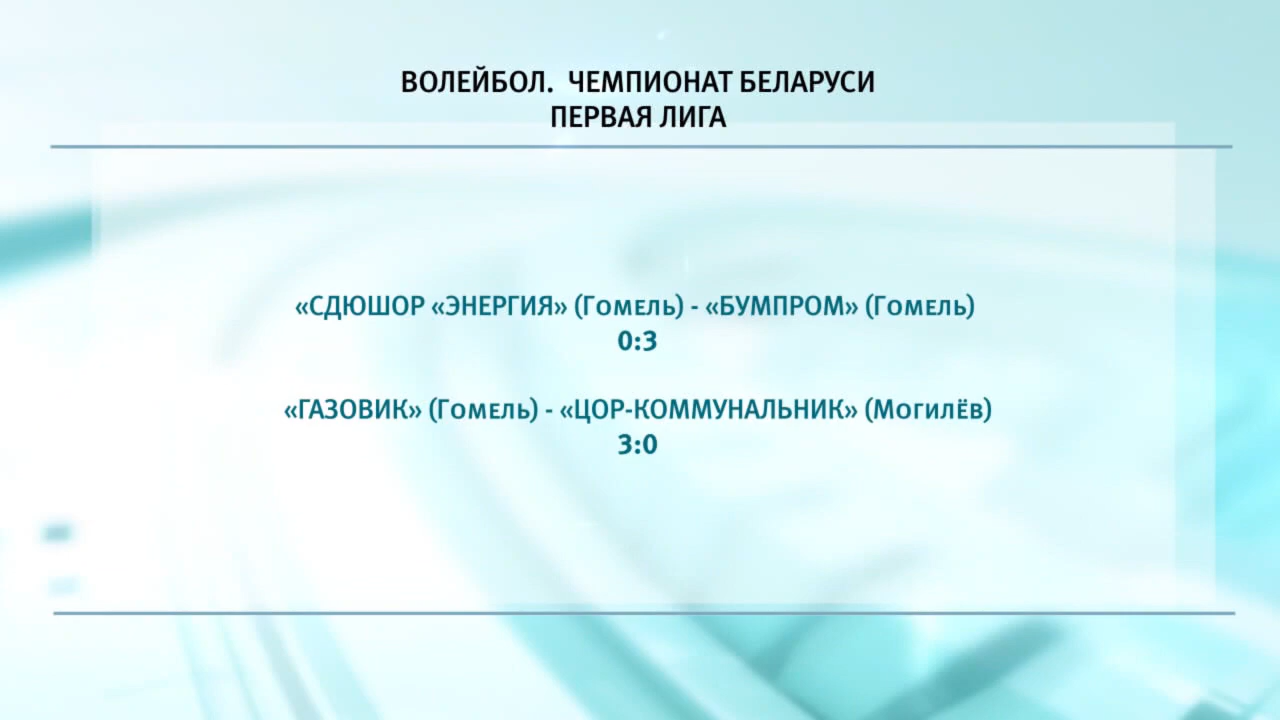 ВОЛЕЙБОЛ. ЧЕМПИОНАТ БЕЛАРУСИ
ПЕРВАЯ ЛИГА
«СДЮШОР «ЭНЕРГИЯ» (Гомель) - «БУМПРОМ» (Гомель)
0:3
«ГАЗОВИК» (Гомель) - «ЦОР-КОММУНАЛЬНИК» (Могилёв)
3:0